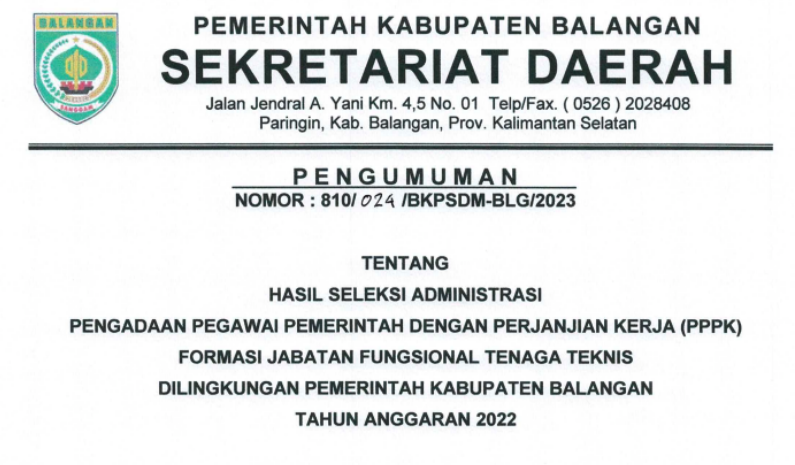 BALANGAN
SANGGAM
PEMERINTAH KABUPATEN BALANGAN
SEKRETARIAT DAERAH
Jalan Jendral A. Yani Km. 4,5 No. 01 Telp/Fax. ( 0526 ) 2028408
Paringin, Kab. Balangan, Prov. Kalimantan Selatan
PENGUMUMAN
NOMOR : 810/ 024 /BKPSDM-BLG/2023
TENTANG
HASIL SELEKSI ADMINISTRASI
PENGADAAN PEGAWAI PEMERINTAH DENGAN PERJANJIAN KERJA (PPPK)
FORMASI JABATAN FUNGSIONAL TENAGA TEKNIS
DILINGKUNGAN PEMERINTAH KABUPATEN BALANGAN
TAHUN ANGGARAN 2022